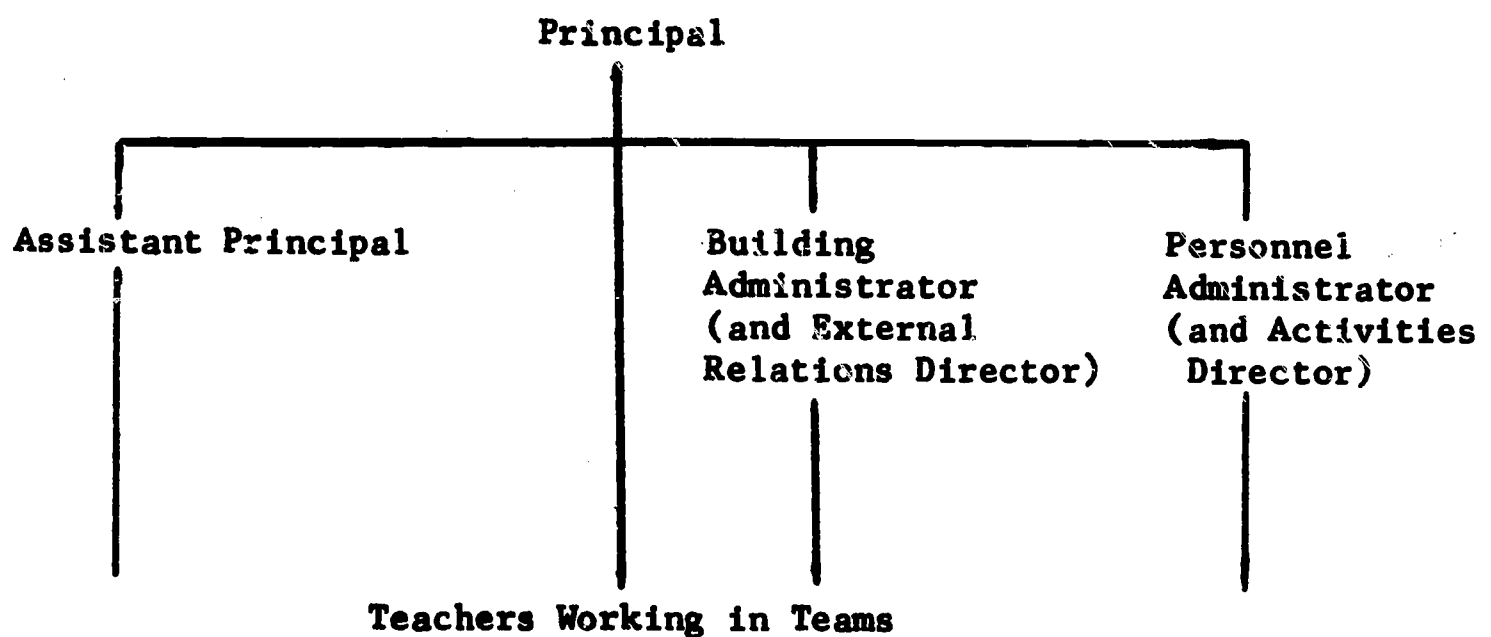 Principal
Assistant Principal
Building
Administrator
(and External
Relations Director)
Personnel
Administrator
(and Activities
Director)
Teachers Working in Teams